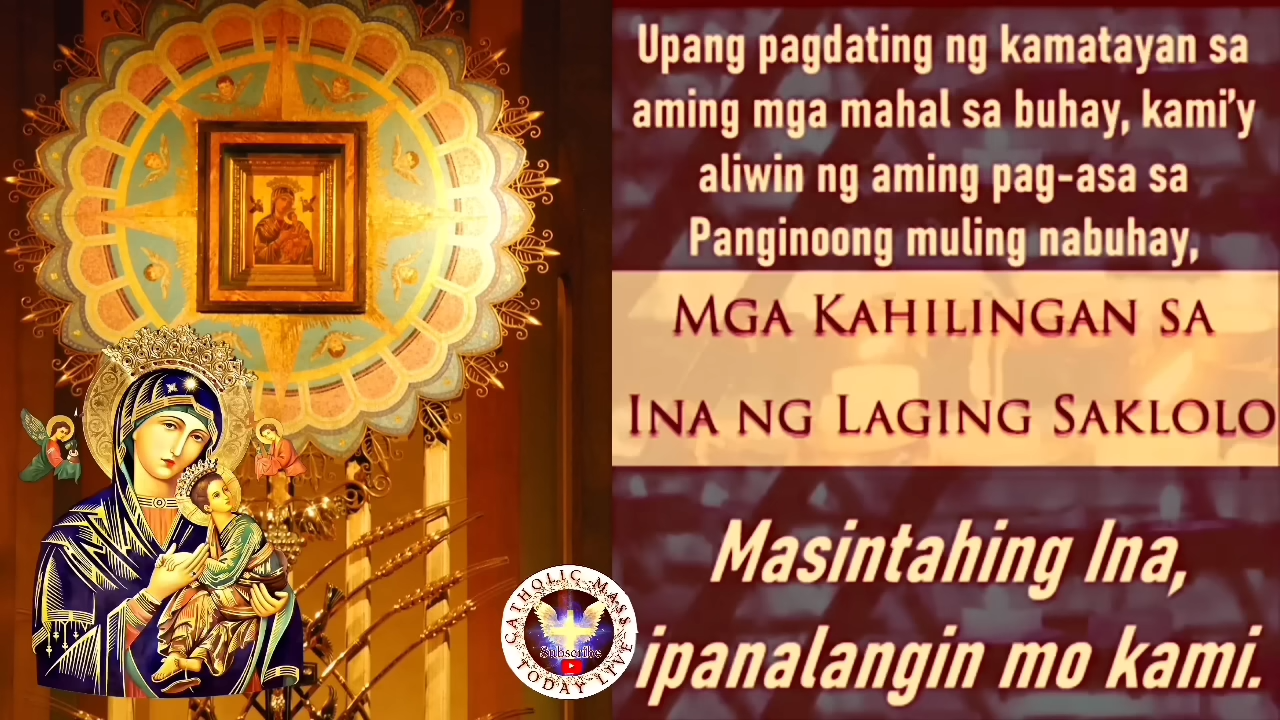 Upang pagdating ng kamatayan sa
aming mga mahal sa buhay, kami’y
aliwin ng aming pag-asa sa
Panginoong muling nabuhay,
MGA KAHILINGAN SA
INA NG LAGING SAKLOLO
Masintahing Ina,
ipanalangin mo kami.
CATHOLIC MASS
Subscribe
TODAY LIVE